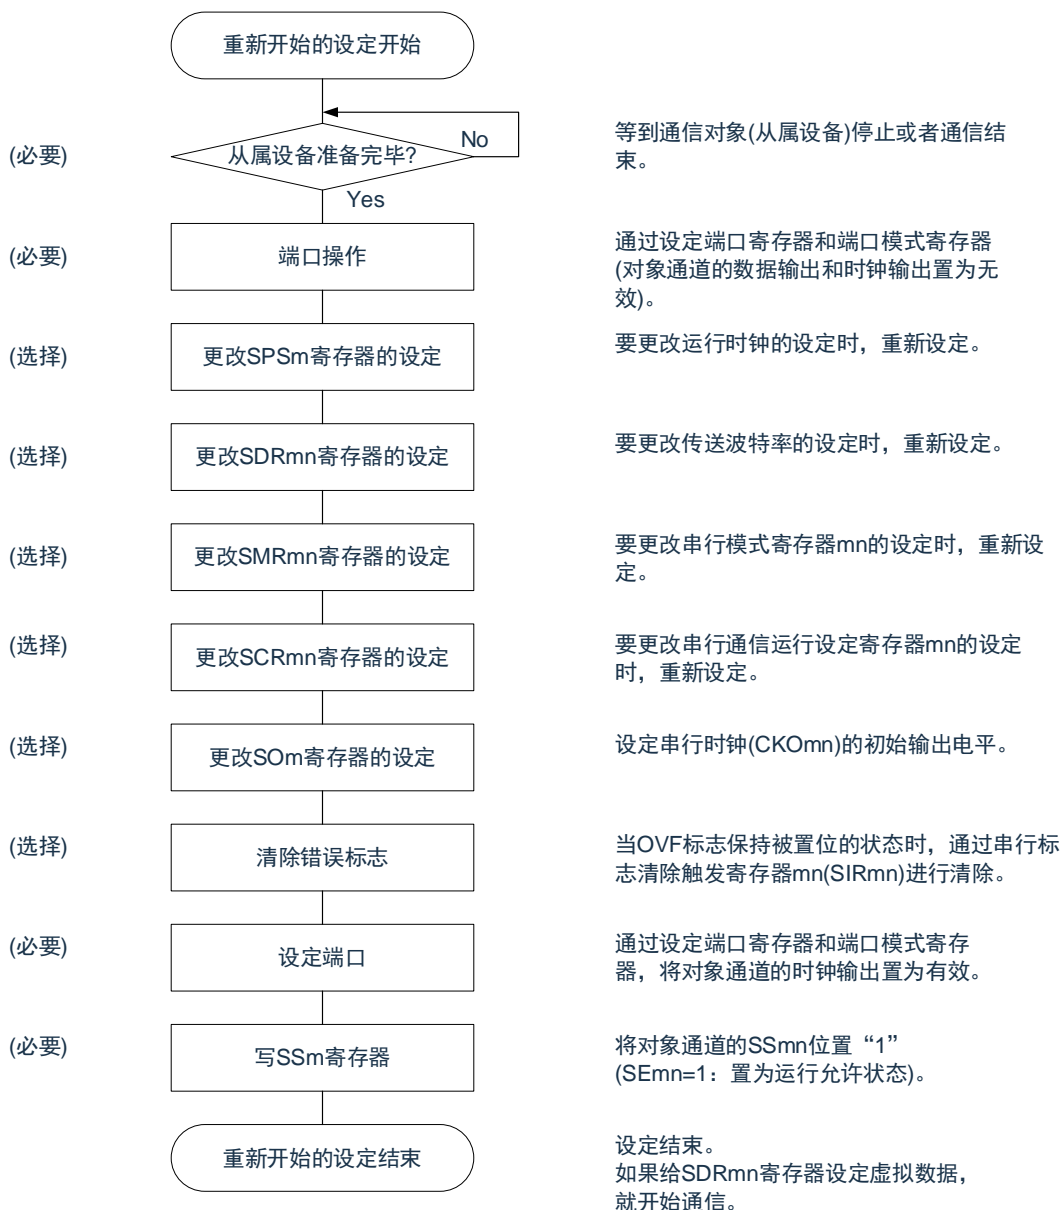 重新开始的设定开始
No
(必要)
从属设备准备完毕?
等到通信对象(从属设备)停止或者通信结
束。
Yes
(必要)
端口操作
通过设定端口寄存器和端口模式寄存器
(对象通道的数据输出和时钟输出置为无
效)。
(选择)
更改SPSm寄存器的设定
要更改运行时钟的设定时，重新设定。
(选择)
更改SDRmn寄存器的设定
要更改传送波特率的设定时，重新设定。
(选择)
更改SMRmn寄存器的设定
要更改串行模式寄存器mn的设定时，重新设
定。
(选择)
更改SCRmn寄存器的设定
要更改串行通信运行设定寄存器mn的设定
时，重新设定。
(选择)
更改SOm寄存器的设定
设定串行时钟(CKOmn)的初始输出电平。
(选择)
清除错误标志
当OVF标志保持被置位的状态时，通过串行标
志清除触发寄存器mn(SIRmn)进行清除。
(必要)
设定端口
通过设定端口寄存器和端口模式寄存
器，将对象通道的时钟输出置为有效。
(必要)
写SSm寄存器
将对象通道的SSmn位置“1”
(SEmn=1：置为运行允许状态)。
重新开始的设定结束
设定结束。
如果给SDRmn寄存器设定虚拟数据，
就开始通信。